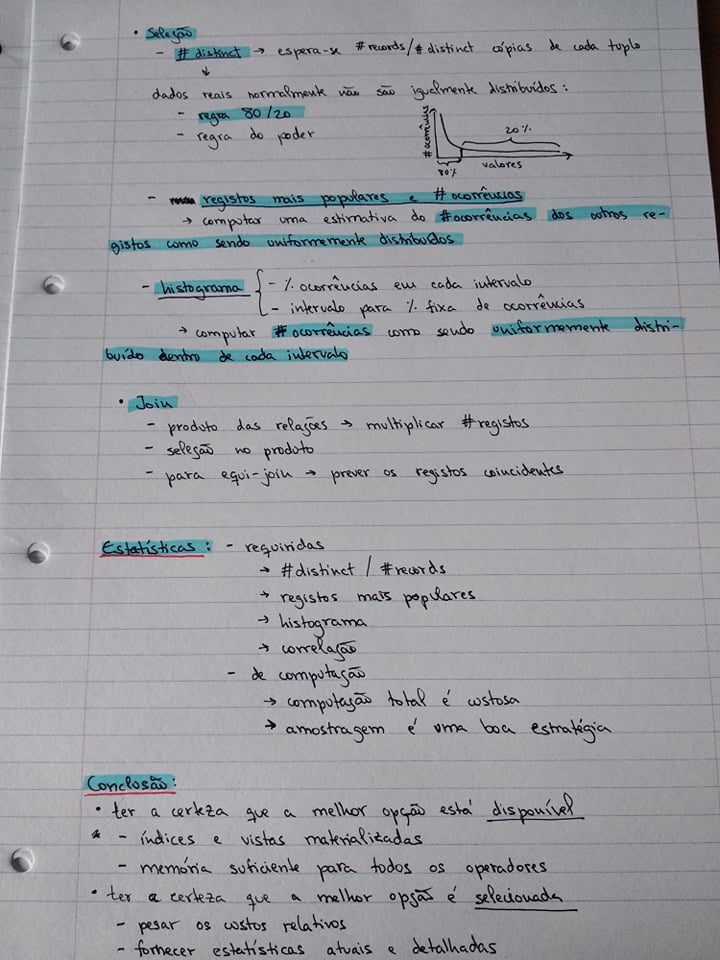 • Seleção
- # distinct → espera-se #records/# distinct cópias de cada tuplo
↓
dados reais normalmente não são igualmente distribuídos:
- regra 80/20
- regra do poder
# ocorrências
20%
80%
valores
- registos mais populares e # ocorrências
→ computar uma estimativa do #ocorrências dos outros re-
gistos como sendo uniformemente distribuídos
- histograma { - % ocorrências em cada intervalo
- intervalo para % fixa de ocorrências
→ computar #ocorrências como sendo uniformemente distri-
buído dentro de cada intervalo
• Join
- produto das relações → multiplicar #registos
- seleção no produto
- para equi-join → prever os registos coincidentes
Estatísticas: - requiridas
→ #distinct / #records
→ registos mais populares
→ histograma
→ correlação
- de computação
→ computação total é custosa
→ amostragem é uma boa estratégia
Conclusão:
• ter a certeza que a melhor opção está disponível
- índices e vistas materializadas
- memória suficiente para todos os operadores
• ter a certeza que a melhor opção é selecionada
- pesar os custos relativos
- fornecer estatísticas atuais e detalhadas